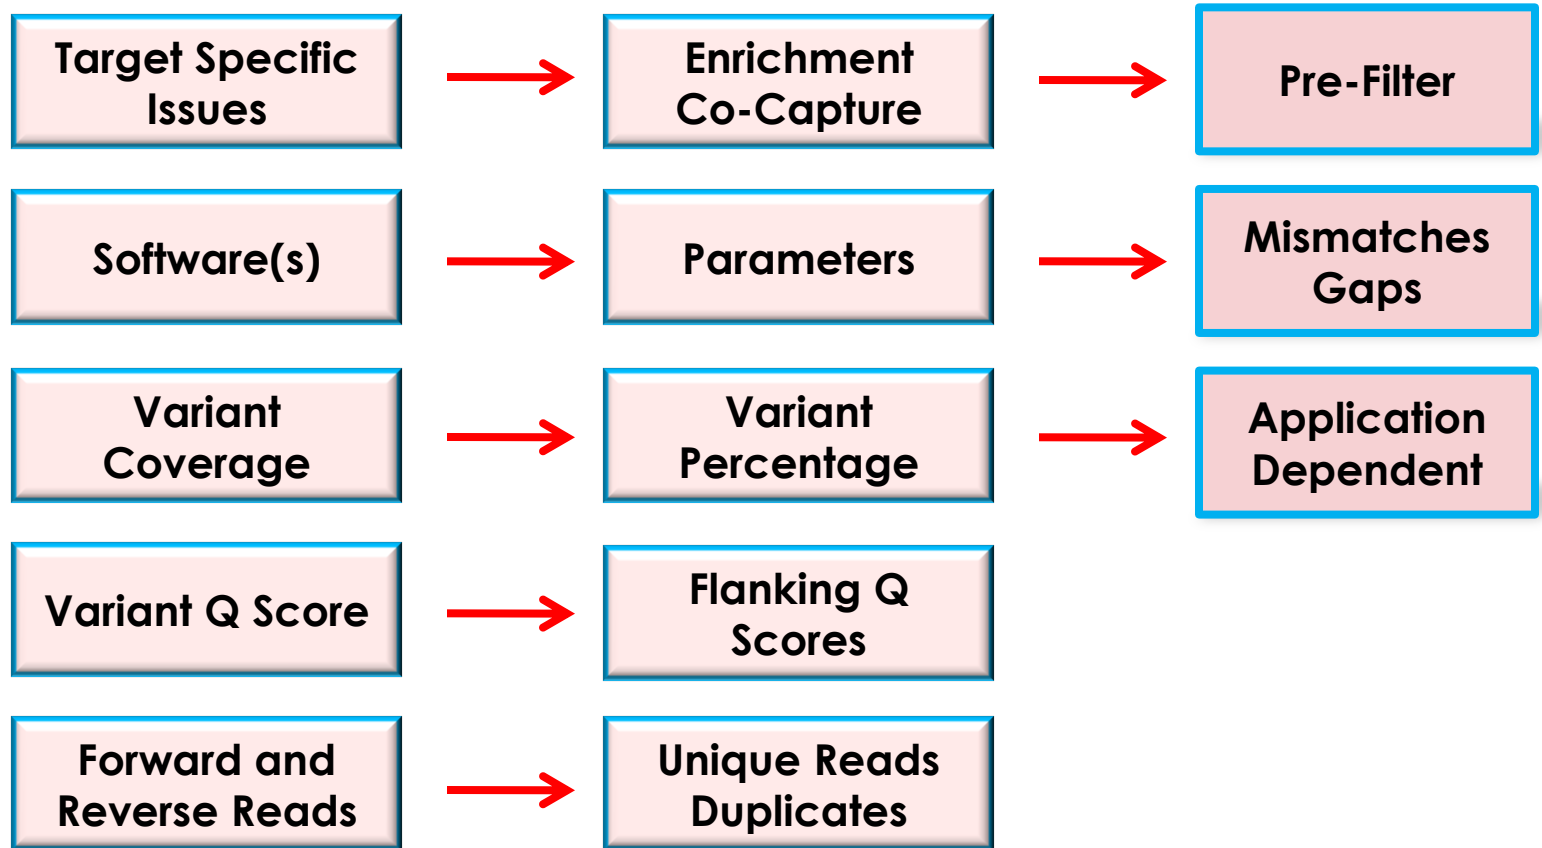 Target Specific
Issues
Enrichment
Co-Capture
Pre-Filter
Software(s)
Parameters
Mismatches
Gaps
Variant
Coverage
Variant
Percentage
Application
Dependent
Variant Q Score
Flanking Q
Scores
Forward and
Reverse Reads
Unique Reads
Duplicates